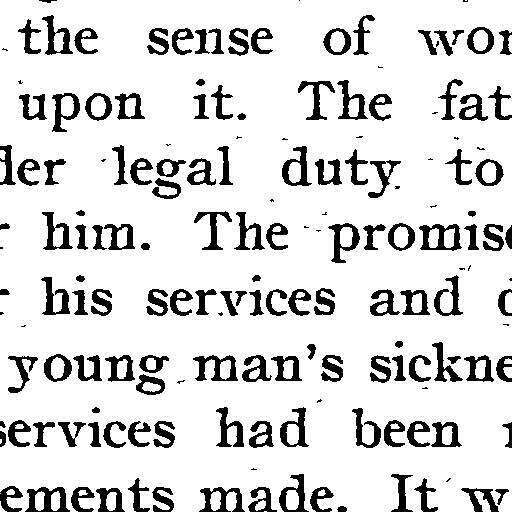 the sense of wor
upon it. The fat
der legal duty to
r him. The promise
r his services and d
young man's sickne
services had been r
ements made. It w